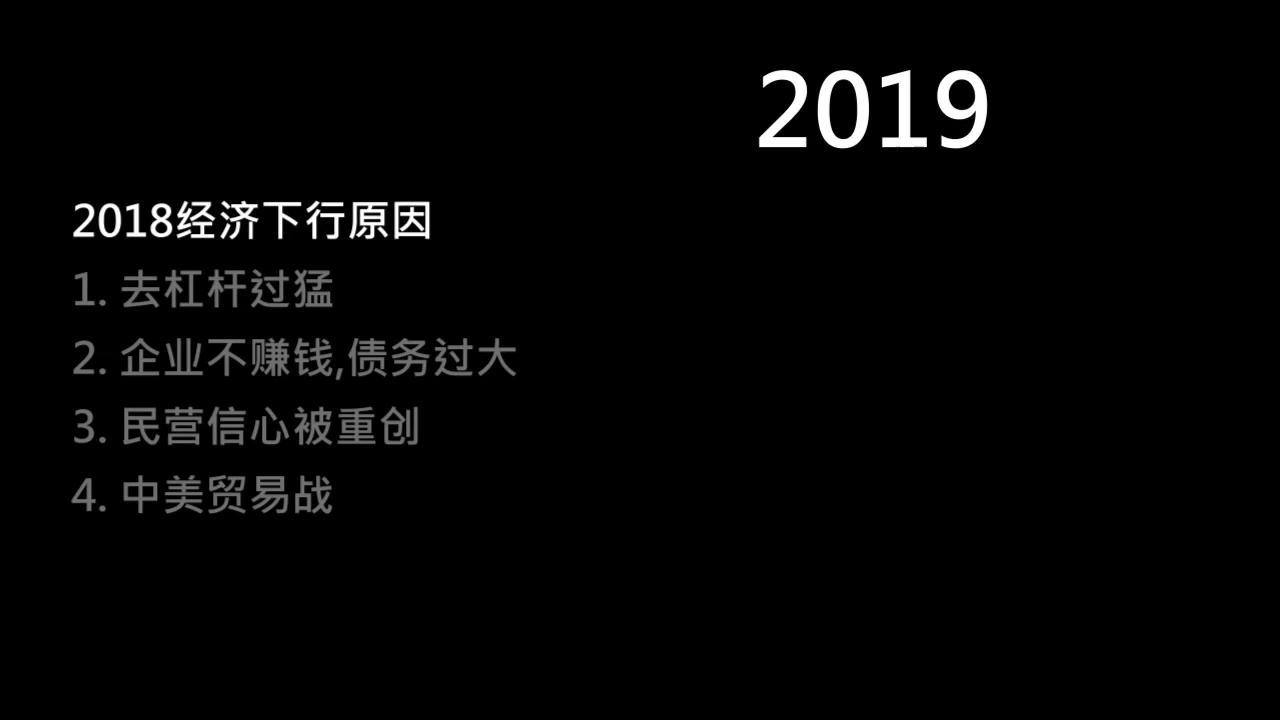 2019
2018经济下行原因
1. 去杠杆过猛
2. 企业不赚钱,债务过大
3. 民营信心被重创
4. 中美贸易战